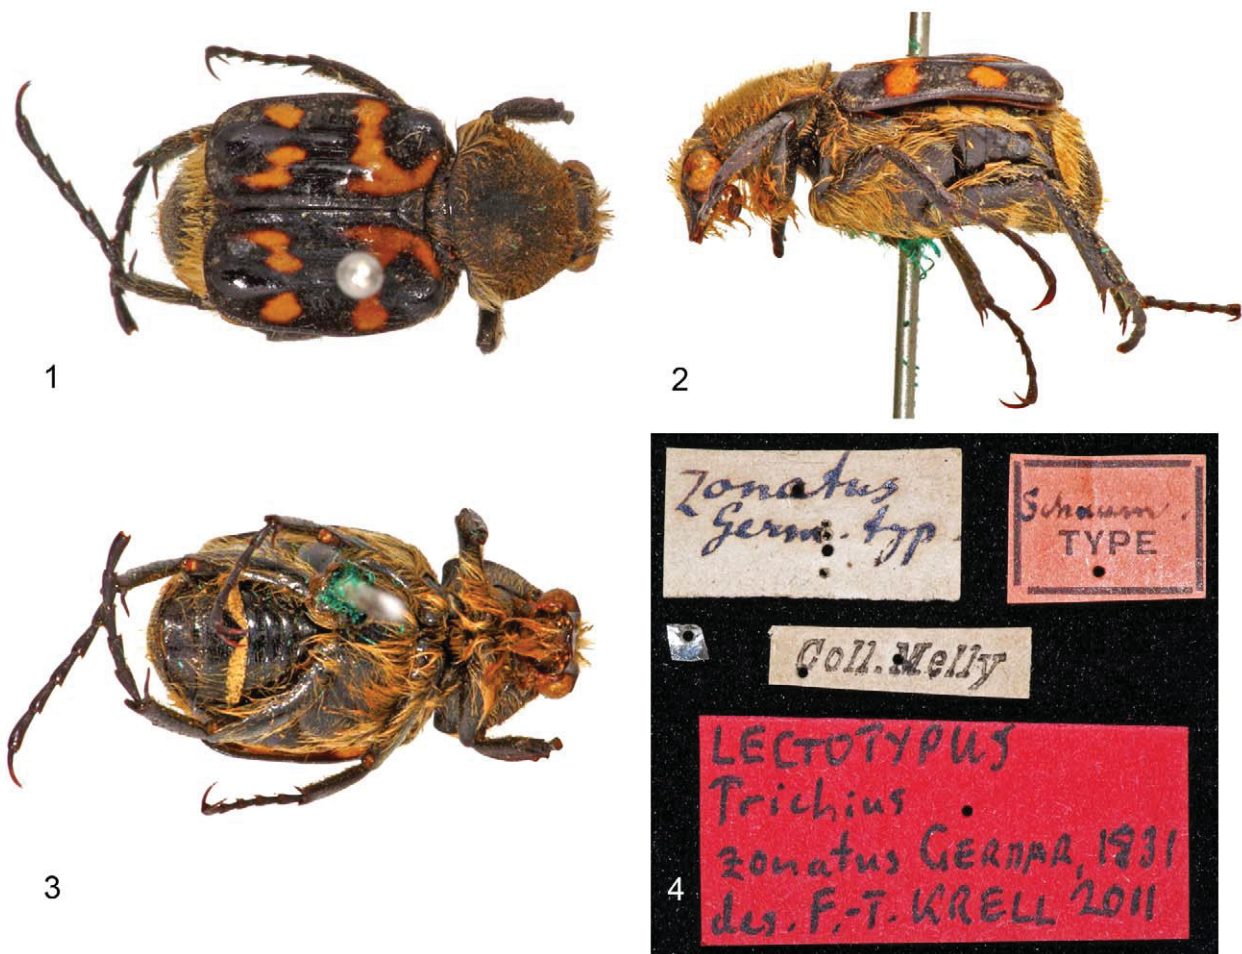 1
2
3
Zonatus
Germ. typ.
Schaum.
TYPE
Coll. Melly
LECTOTYPUS
Trichius
zonatus GERMAR, 1831
des. F.-T. KRELL 2011
4